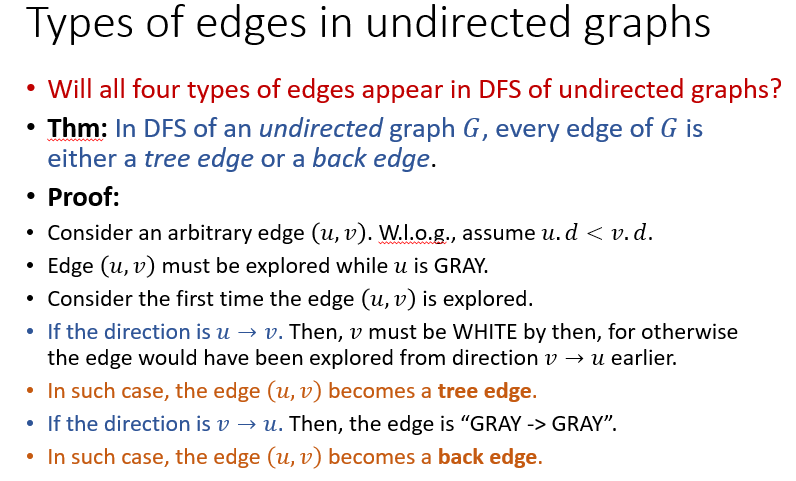 Types of edges in undirected graphs
• Will all four types of edges appear in DFS of undirected graphs?
• Thm: In DFS of an undirected graph G, every edge of G is
either a tree edge or a back edge.
• Proof:
• Consider an arbitrary edge (u, v). W.l.o.g., assume u. d < v. d.
• Edge (u, v) must be explored while u is GRAY.
• Consider the first time the edge (u, v) is explored.
• If the direction is u → v. Then, v must be WHITE by then, for otherwise
the edge would have been explored from direction v → u earlier.
• In such case, the edge (u, v) becomes a tree edge.
• If the direction is v → u. Then, the edge is “GRAY -> GRAY”.
• In such case, the edge (u, v) becomes a back edge.